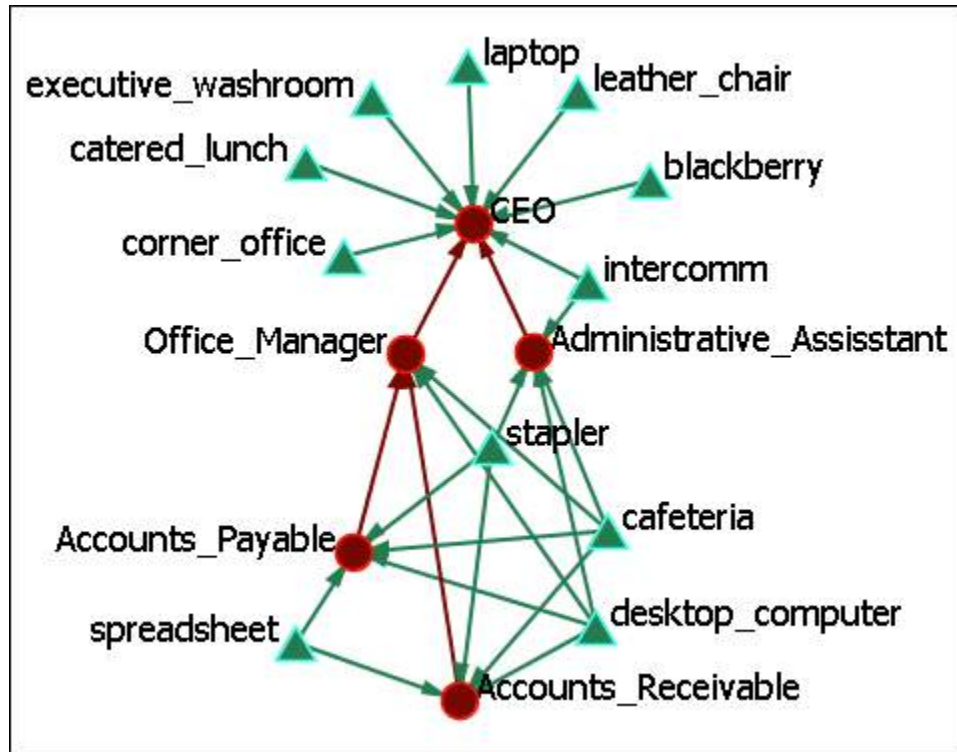 laptop
executive_washroom
leather_chair
catered_lunch
blackberry
CEO
corner_office
intercomm
Office_Manager
Administrative_Assisstant
stapler
cafeteria
Accounts_Payable
desktop_computer
spreadsheet
Accounts_Receivable